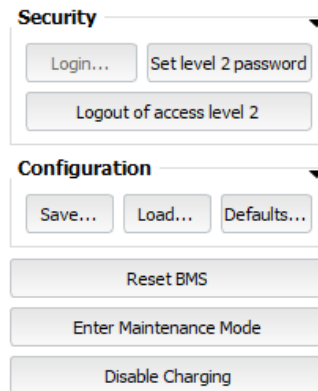 Security
Login... Set level 2 password
Logout of access level 2
Configuration
Save... Load... Defaults...
Reset BMS
Enter Maintenance Mode
Disable Charging